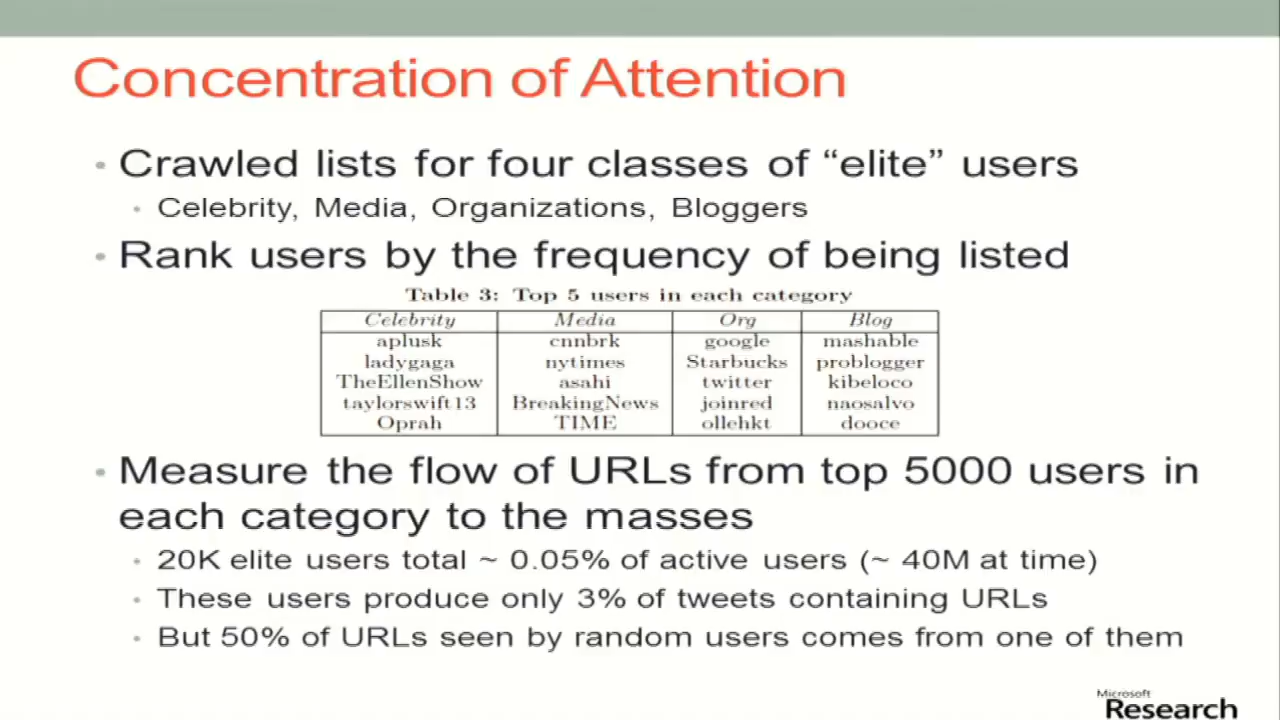 Concentration of Attention
• Crawled lists for four classes of “elite” users
• Celebrity, Media, Organizations, Bloggers
• Rank users by the frequency of being listed
Table 3: Top 5 users in each category
Celebrity Media Org Blog
aplusk cnnbrk google mashable
ladygaga nytimes Starbucks problogger
TheEllenShow asahi twitter kibeloco
taylorswift13 BreakingNews joinred naosalvo
Oprah TIME ollehkt dooce
• Measure the flow of URLs from top 5000 users in
each category to the masses
• 20K elite users total ~ 0.05% of active users (~ 40M at time)
• These users produce only 3% of tweets containing URLs
• But 50% of URLs seen by random users comes from one of them
Microsoft
Research